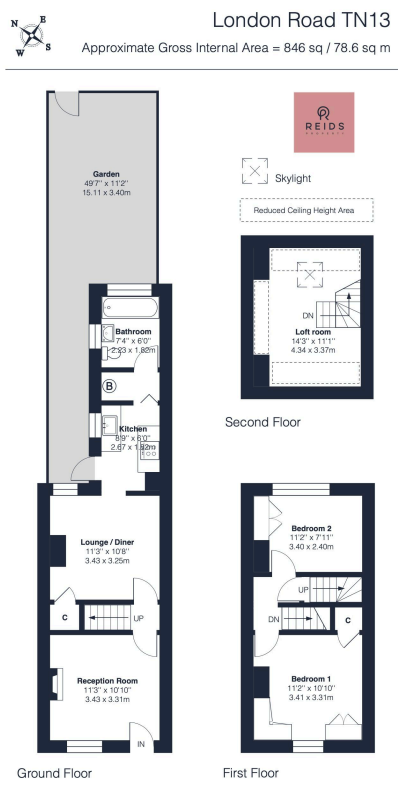 N
E
S
W
London Road TN13
Approximate Gross Internal Area = 846 sq / 78.6 sq m
REIDS
PROPERTY
Skylight
Reduced Ceiling Height Area
Garden
49'7" x 11'2"
15.11 x 3.40m
Bathroom
7'4" x 6'0"
2.23 x 1.82m
B
Kitchen
8'9" x 6'0"
2.67 x 1.82m
Lounge / Diner
11'3" x 10'8"
3.43 x 3.25m
C
UP
Reception Room
11'3" x 10'10"
3.43 x 3.31m
IN
Ground Floor
DN
Loft room
14'3" x 11'1"
4.34 x 3.37m
Second Floor
Bedroom 2
11'2" x 7'11"
3.40 x 2.40m
UP
DN
C
Bedroom 1
11'2" x 10'10"
3.41 x 3.31m
First Floor